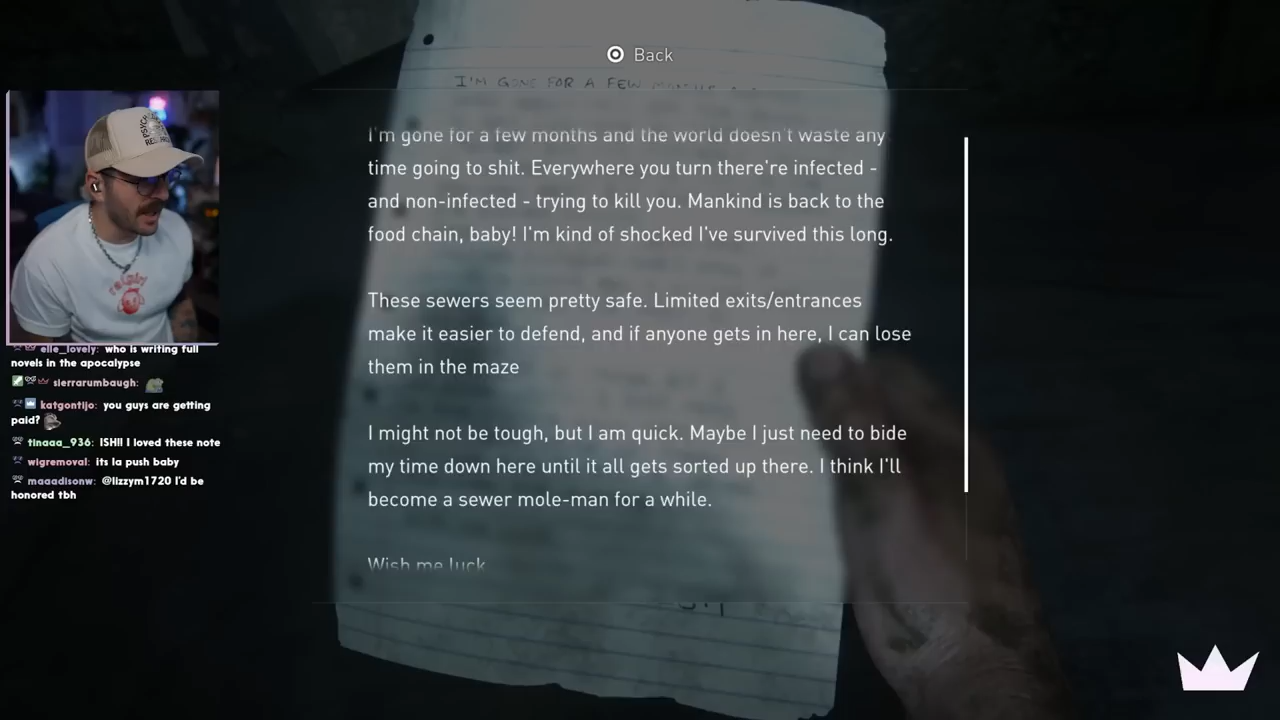 Back
I'M GONE FOR A FEW
I'm gone for a few months and the world doesn't waste any
time going to shit. Everywhere you turn there're infected -
and non-infected - trying to kill you. Mankind is back to the
food chain, baby! I'm kind of shocked I've survived this long.
These sewers seem pretty safe. Limited exits/entrances
make it easier to defend, and if anyone gets in here, I can lose
them in the maze
I might not be tough, but I am quick. Maybe I just need to bide
my time down here until it all gets sorted up there. I think I'll
become a sewer mole-man for a while.
Wish me luck
elle_lovely: who is writing full
novels in the apocalypse
sierrarumbaugh:
katgontijo: you guys are getting
paid?
tinaaa_936: ISH!! I loved these note
wigremoval: its la push baby
maaadisonw: @lizzym1720 I'd be
honored tbh